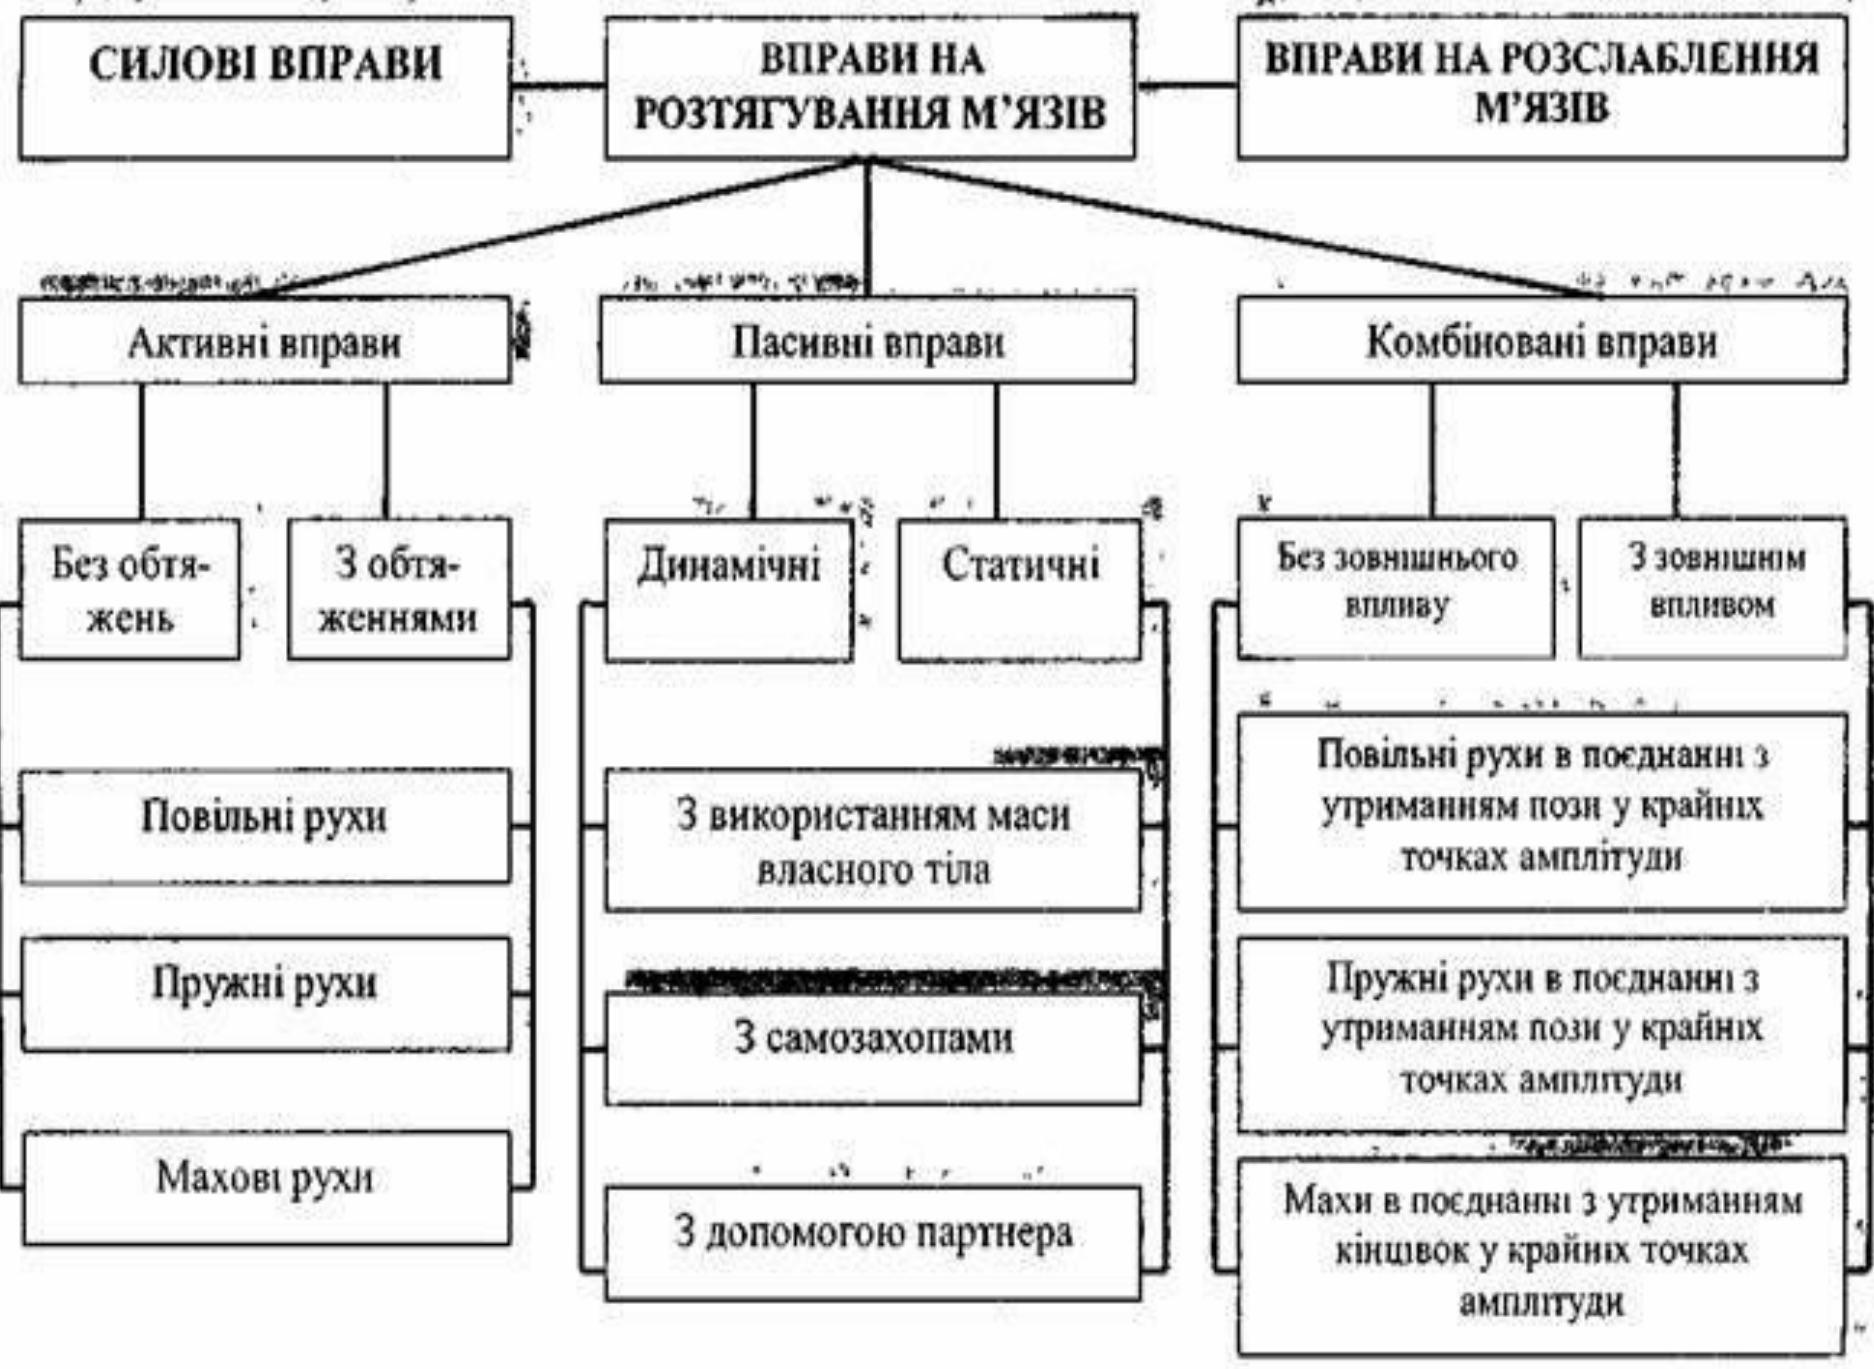 СИЛОВІ ВПРАВИ
ВПРАВИ НА
РОЗТЯГУВАННЯ М’ЯЗІВ
ВПРАВИ НА РОЗСЛАБЛЕННЯ
М’ЯЗІВ
Активні вправи
Пасивні вправи
Комбіновані вправи
Без обтя-
жень
З обтя-
женнями
Динамічні
Статичні
Без зовнішнього
впливу
З зовнішнім
впливом
Повільні рухи
Пружні рухи
Махові рухи
З використанням маси
власного тіла
З самозахопами
З допомогою партнера
Повільні рухи в поєднанні з
утриманням пози у крайніх
точках амплітуди
Пружні рухи в поєднанні з
утриманням пози у крайніх
точках амплітуди
Махи в поєднанні з утриманням
кінцівок у крайніх точках
амплітуди